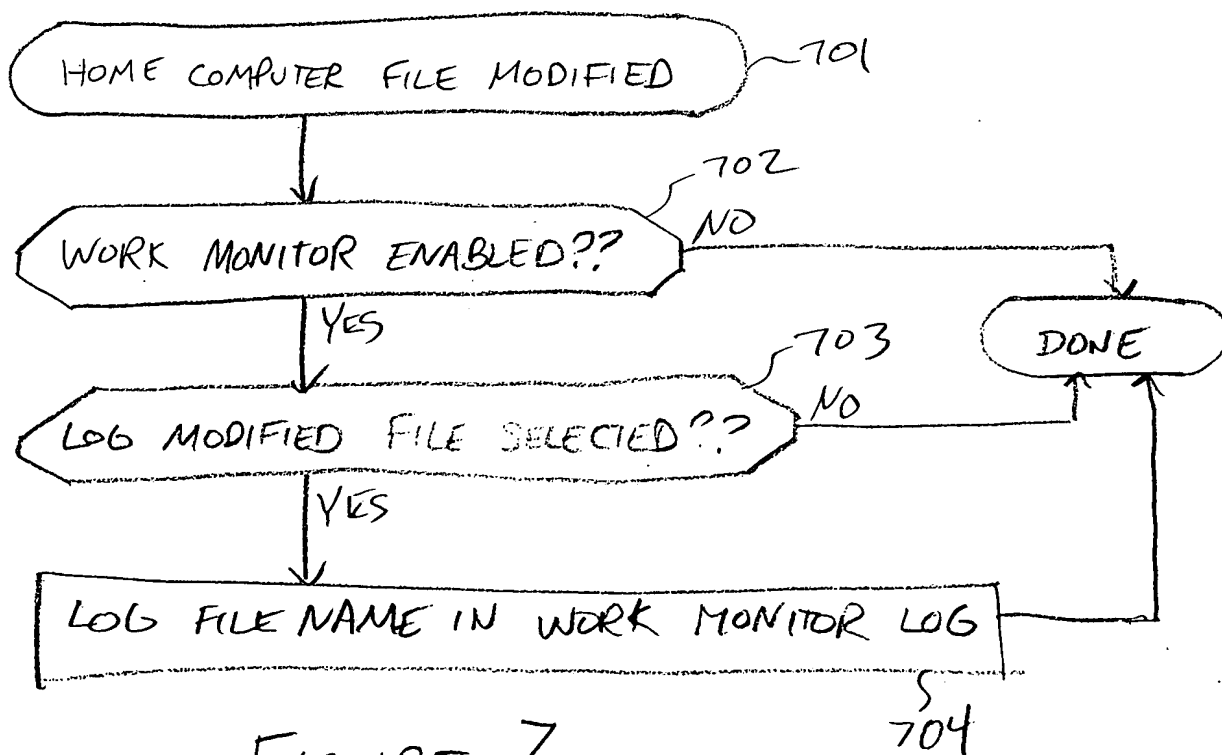 HOME COMPUTER FILE MODIFIED
701
702
WORK MONITOR ENABLED??
NO
YES
DONE
703
LOG MODIFIED FILE SELECTED??
NO
YES
LOG FILE NAME IN WORK MONITOR LOG
704
FIGURE 7